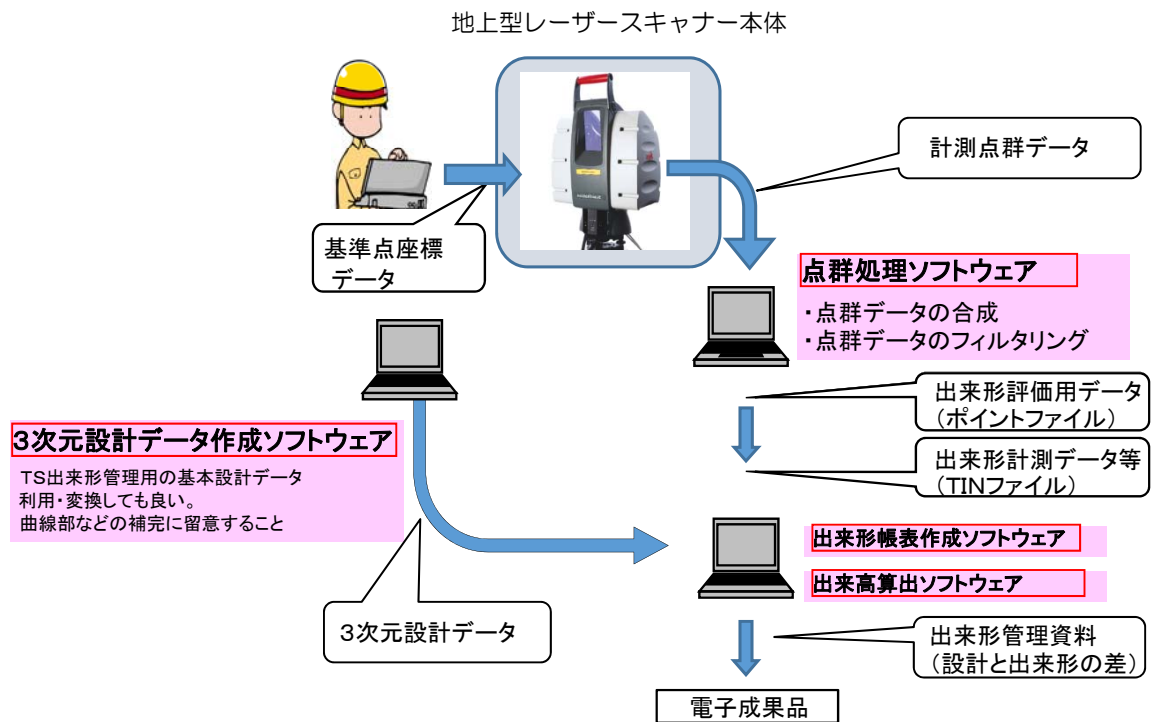 地上型レーザースキャナー本体
計測点群データ
基準点座標
データ
点群処理ソフトウェア
・点群データの合成
・点群データのフィルタリング
出来形評価用データ
(ポイントファイル)
3次元設計データ作成ソフトウェア
TS出来形管理用の基本設計データ
利用・変換しても良い。
曲線部などの補完に留意すること
出来形計測データ等
(TINファイル)
出来形帳表作成ソフトウェア
出来高算出ソフトウェア
3次元設計データ
出来形管理資料
(設計と出来形の差)
電子成果品